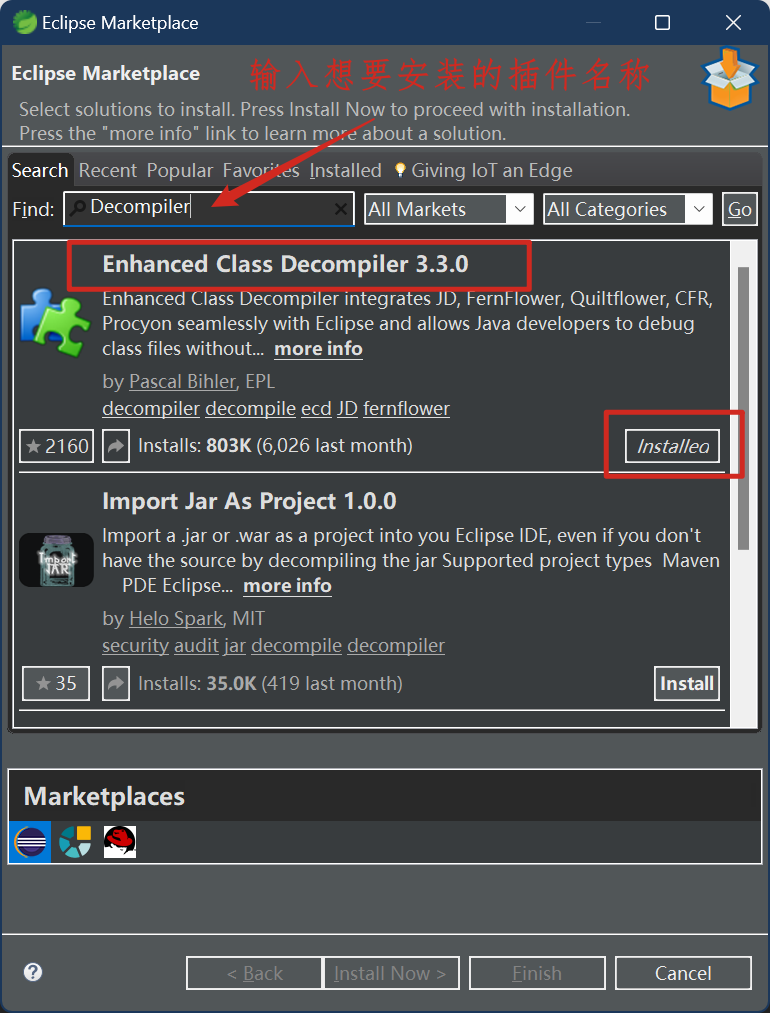 Eclipse Marketplace
Eclipse Marketplace
输入想要安装的插件名称
Select solutions to install. Press Install Now to proceed with installation.
Press the "more info" link to learn more about a solution.
Search Recent Popular Favorites Installed Giving IoT an Edge
Find: Decompiler All Markets All Categories Go
Enhanced Class Decompiler 3.3.0
Enhanced Class Decompiler integrates JD, FernFlower, Quiltflower, CFR,
Procyon seamlessly with Eclipse and allows Java developers to debug
class files without... more info
by Pascal Bihler, EPL
decompiler decompile ecd JD fernflower
2160 Installs: 803K (6,026 last month) Installed
Import Jar As Project 1.0.0
Import a .jar or .war as a project into you Eclipse IDE, even if you don't
have the source by decompiling the jar Supported project types Maven
PDE Eclipse... more info
Import JAR
by Helo Spark, MIT
security audit jar decompile decompiler
35 Installs: 35.0K (419 last month) Install
Marketplaces
< Back Install Now > Finish Cancel